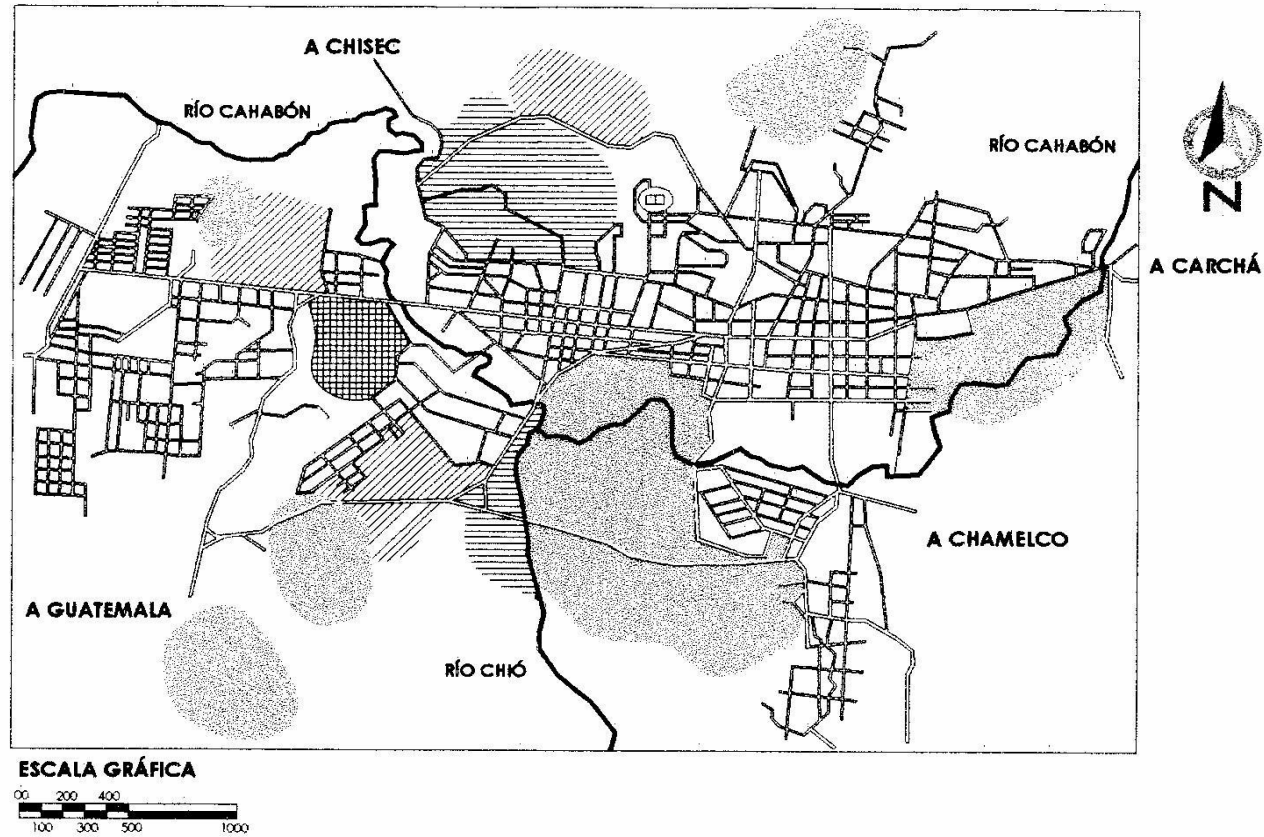 A CHISEC
RÍO CAHABÓN
RÍO CAHABÓN
N
A CARCHÁ
A CHAMELCO
A GUATEMALA
RÍO CHIÓ
ESCALA GRÁFICA
00 200 400
100 300 500 1000